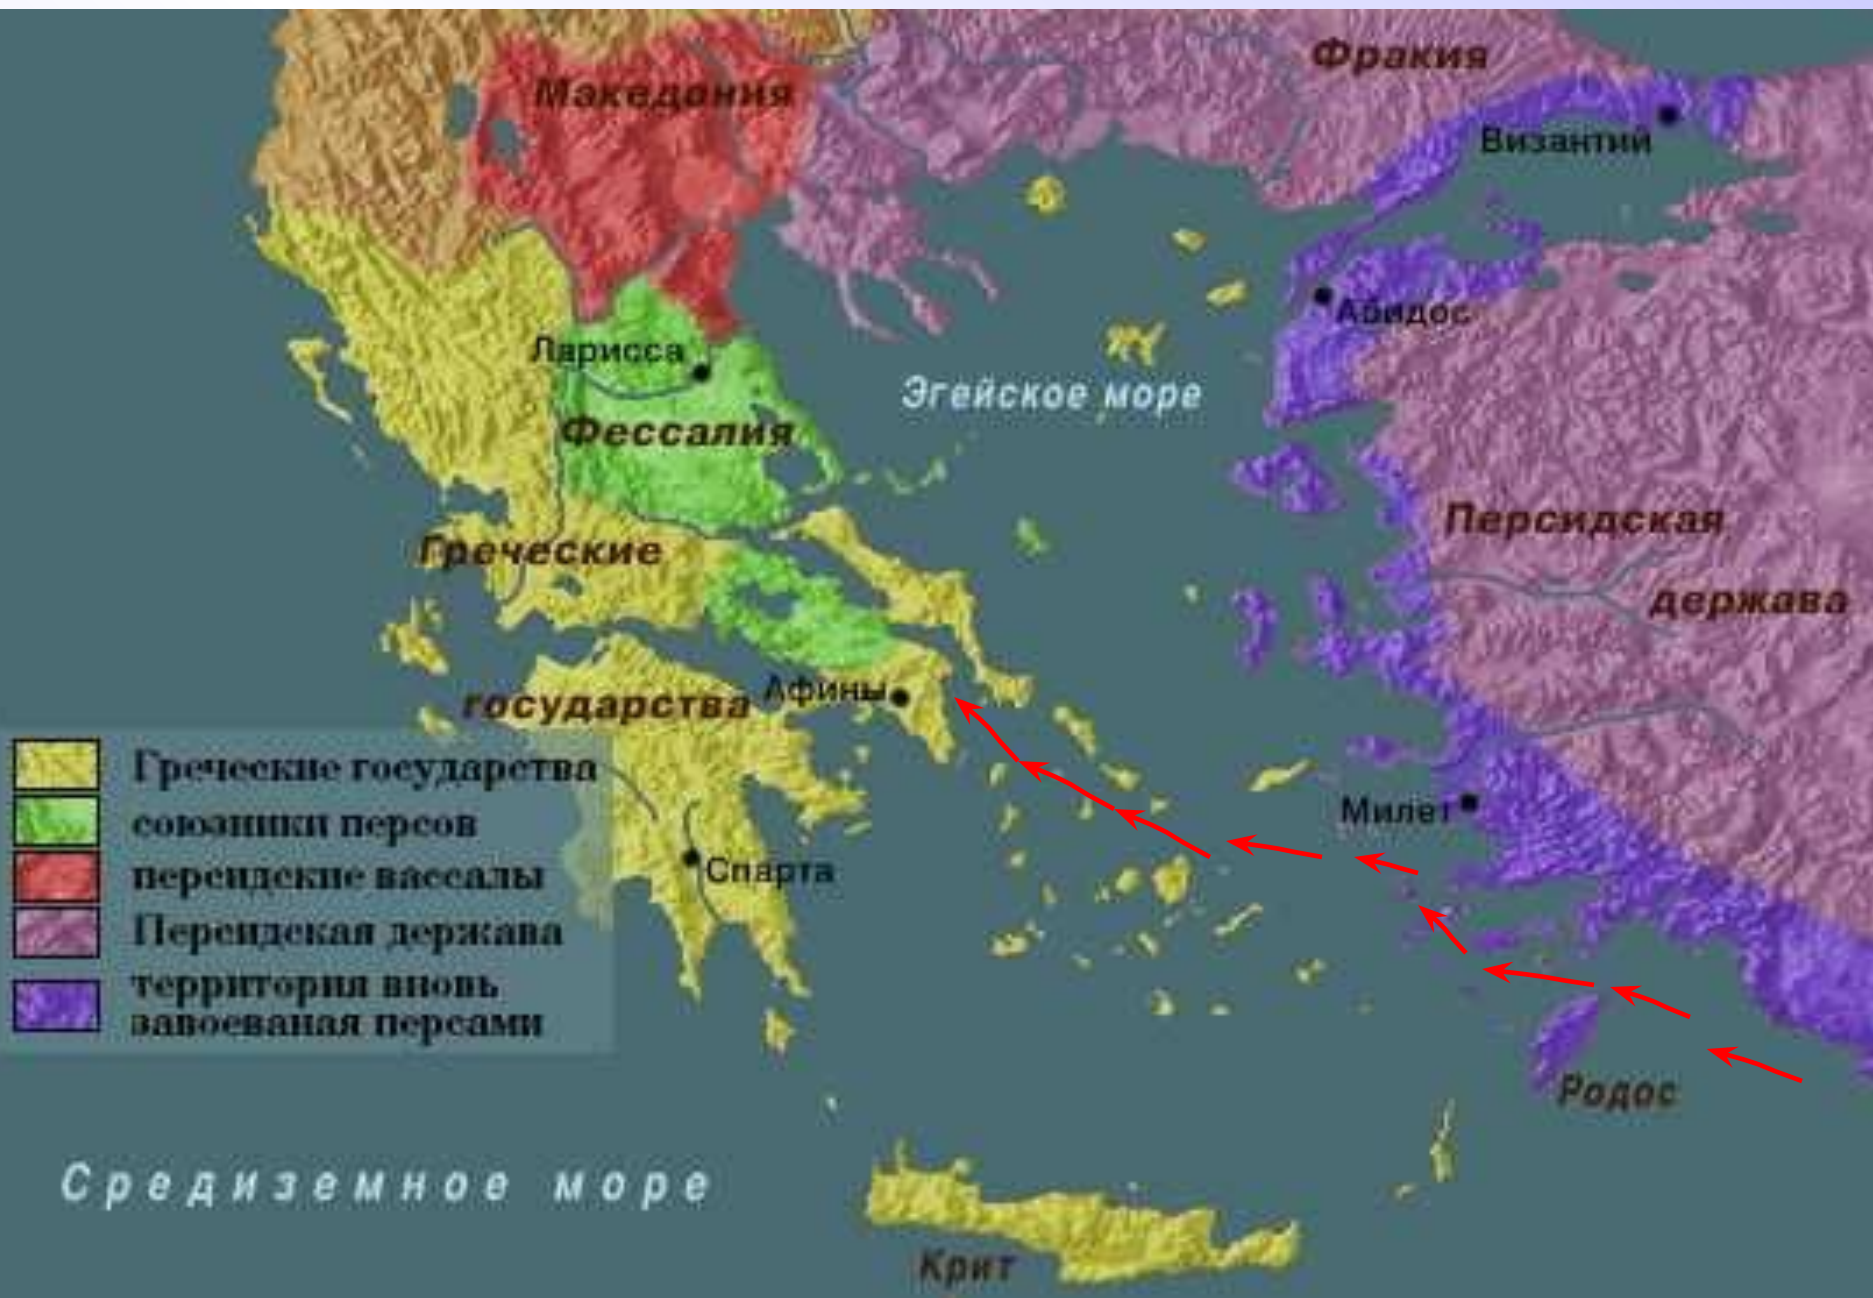 Фракия
Македония
Византий
Абидос
Ларисса
Эгейское море
Фессалия
Персидская
держава
Греческие
государства
Афины
Милет
Спарта
Греческие государства
союзники персов
персидские вассалы
Персидская держава
территория вновь
завоеваная персами
Родос
Средиземное море
Крит